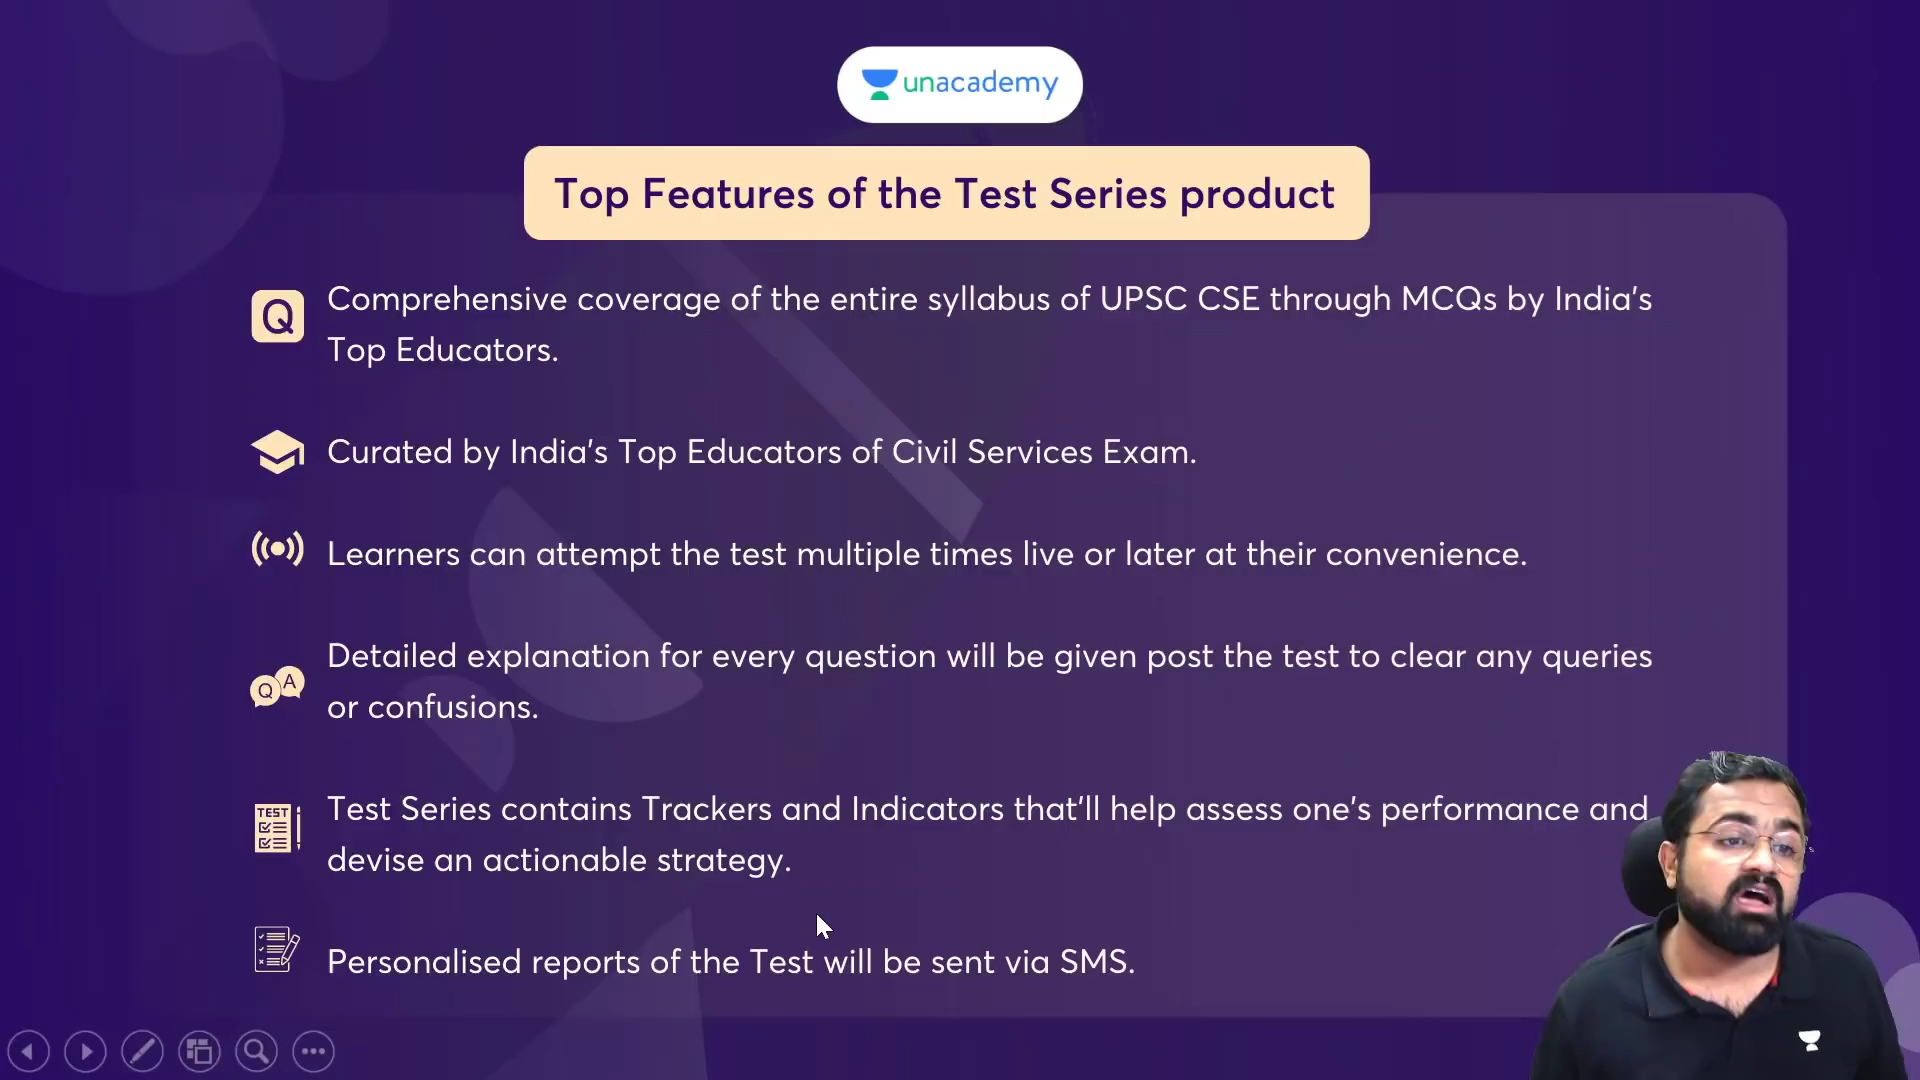 unacademy
Top Features of the Test Series product
Q
Comprehensive coverage of the entire syllabus of UPSC CSE through MCQs by India's
Top Educators.
Curated by India's Top Educators of Civil Services Exam.
Learners can attempt the test multiple times live or later at their convenience.
Detailed explanation for every question will be given post the test to clear any queries
or confusions.
Q A
TEST
Test Series contains Trackers and Indicators that'll help assess one's performance and
devise an actionable strategy.
Personalised reports of the Test will be sent via SMS.